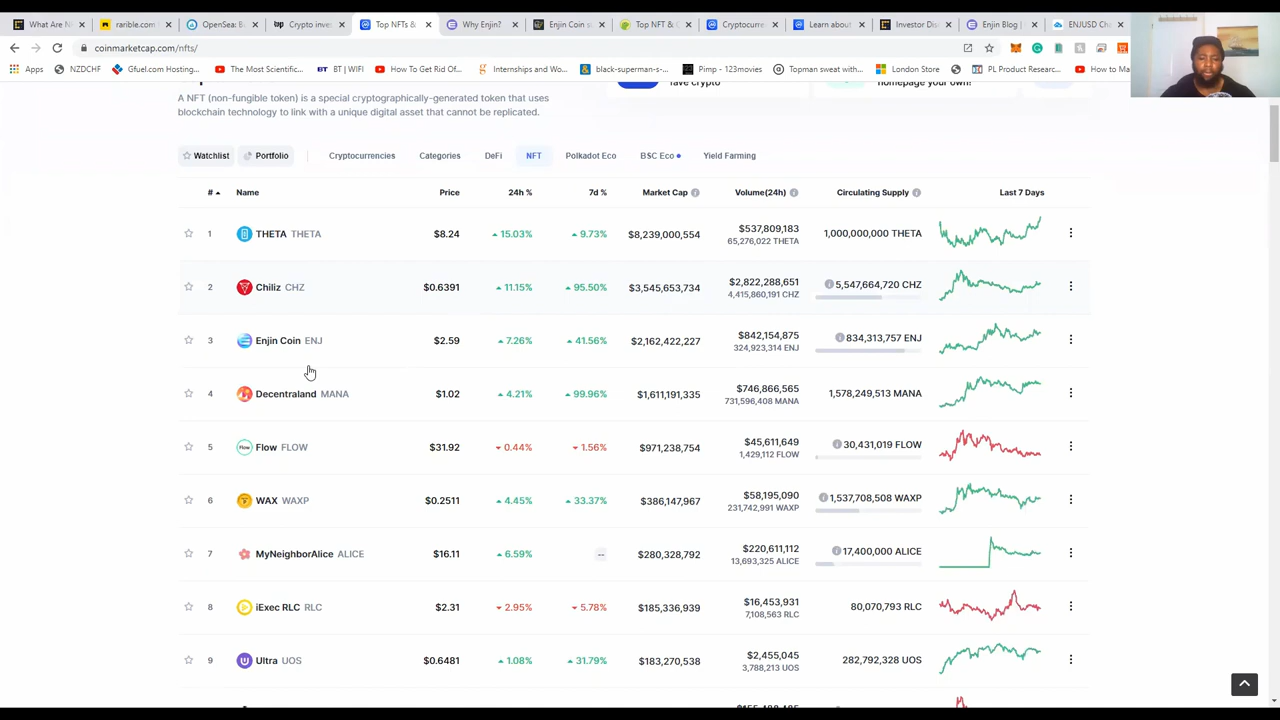 What Are NF
rarible.com
OpenSea: B
Crypto inve
Top NFTs &
Why Enjin?
Enjin Coin s
Top NFT & C
Cryptocurre
Learn about
Investor Dis
Enjin Blog |
ENJUSD Cha
coinmarketcap.com/nfts/
Apps
NZDCHF
Gfuel.com Hosting...
The Most Scientific...
BT | WIFI
How To Get Rid Of...
Internships and Wo...
black-superman-s-...
Pimp - 123movies
Topman sweat with...
London Store
PL Product Researc...
How to Ma
rave crypto
homepage your own!
A NFT (non-fungible token) is a special cryptographically-generated token that uses
blockchain technology to link with a unique digital asset that cannot be replicated.
Watchlist Portfolio Cryptocurrencies Categories DeFi NFT Polkadot Eco BSC Eco Yield Farming
# Name Price 24h % 7d % Market Cap Volume(24h) Circulating Supply Last 7 Days
1 THETA THETA $8.24 15.03% 9.73% $8,239,000,554 $537,809,183 1,000,000,000 THETA
65,276,022 THETA
2 Chiliz CHZ $0.6391 11.15% 95.50% $3,545,653,734 $2,822,288,651 5,547,664,720 CHZ
4,415,860,191 CHZ
3 Enjin Coin ENJ $2.59 7.26% 41.56% $2,162,422,227 $842,154,875 834,313,757 ENJ
324,923,314 ENJ
4 Decentraland MANA $1.02 4.21% 99.96% $1,611,191,335 $746,866,565 1,578,249,513 MANA
731,596,408 MANA
5 Flow FLOW $31.92 0.44% 1.56% $971,238,754 $45,611,649 30,431,019 FLOW
1,429,112 FLOW
6 WAX WAXP $0.2511 4.45% 33.37% $386,147,967 $58,195,090 1,537,708,508 WAXP
231,742,991 WAXP
7 MyNeighborAlice ALICE $16.11 6.59% -- $280,328,792 $220,611,112 17,400,000 ALICE
13,693,325 ALICE
8 iExec RLC RLC $2.31 2.95% 5.78% $185,336,939 $16,453,931 80,070,793 RLC
7,108,563 RLC
9 Ultra UOS $0.6481 1.08% 31.79% $183,270,538 $2,455,045 282,792,328 UOS
3,788,213 UOS